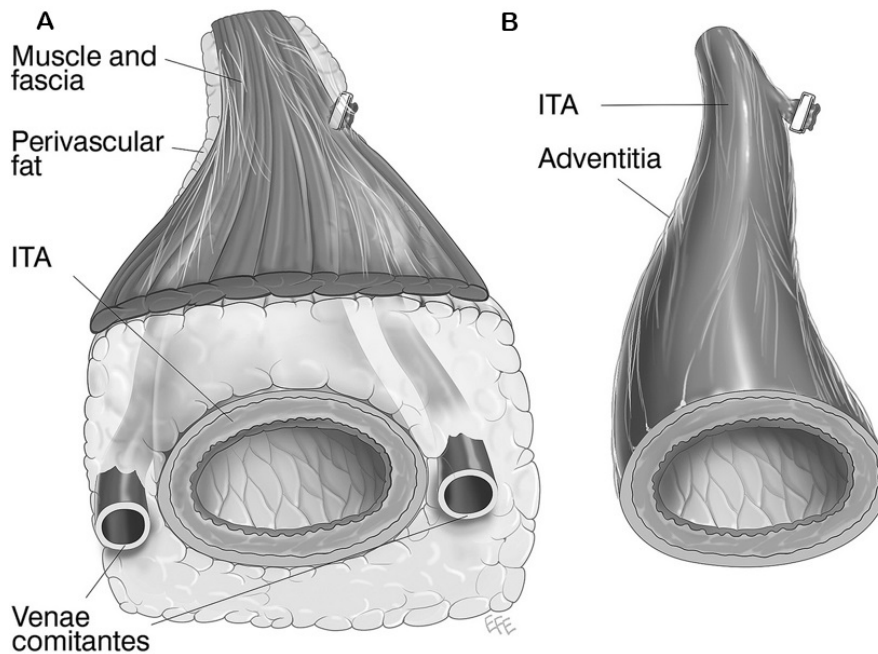 A
Muscle and
fascia
Perivascular
fat
ITA
Venae
comitantes
EFE
B
ITA
Adventitia